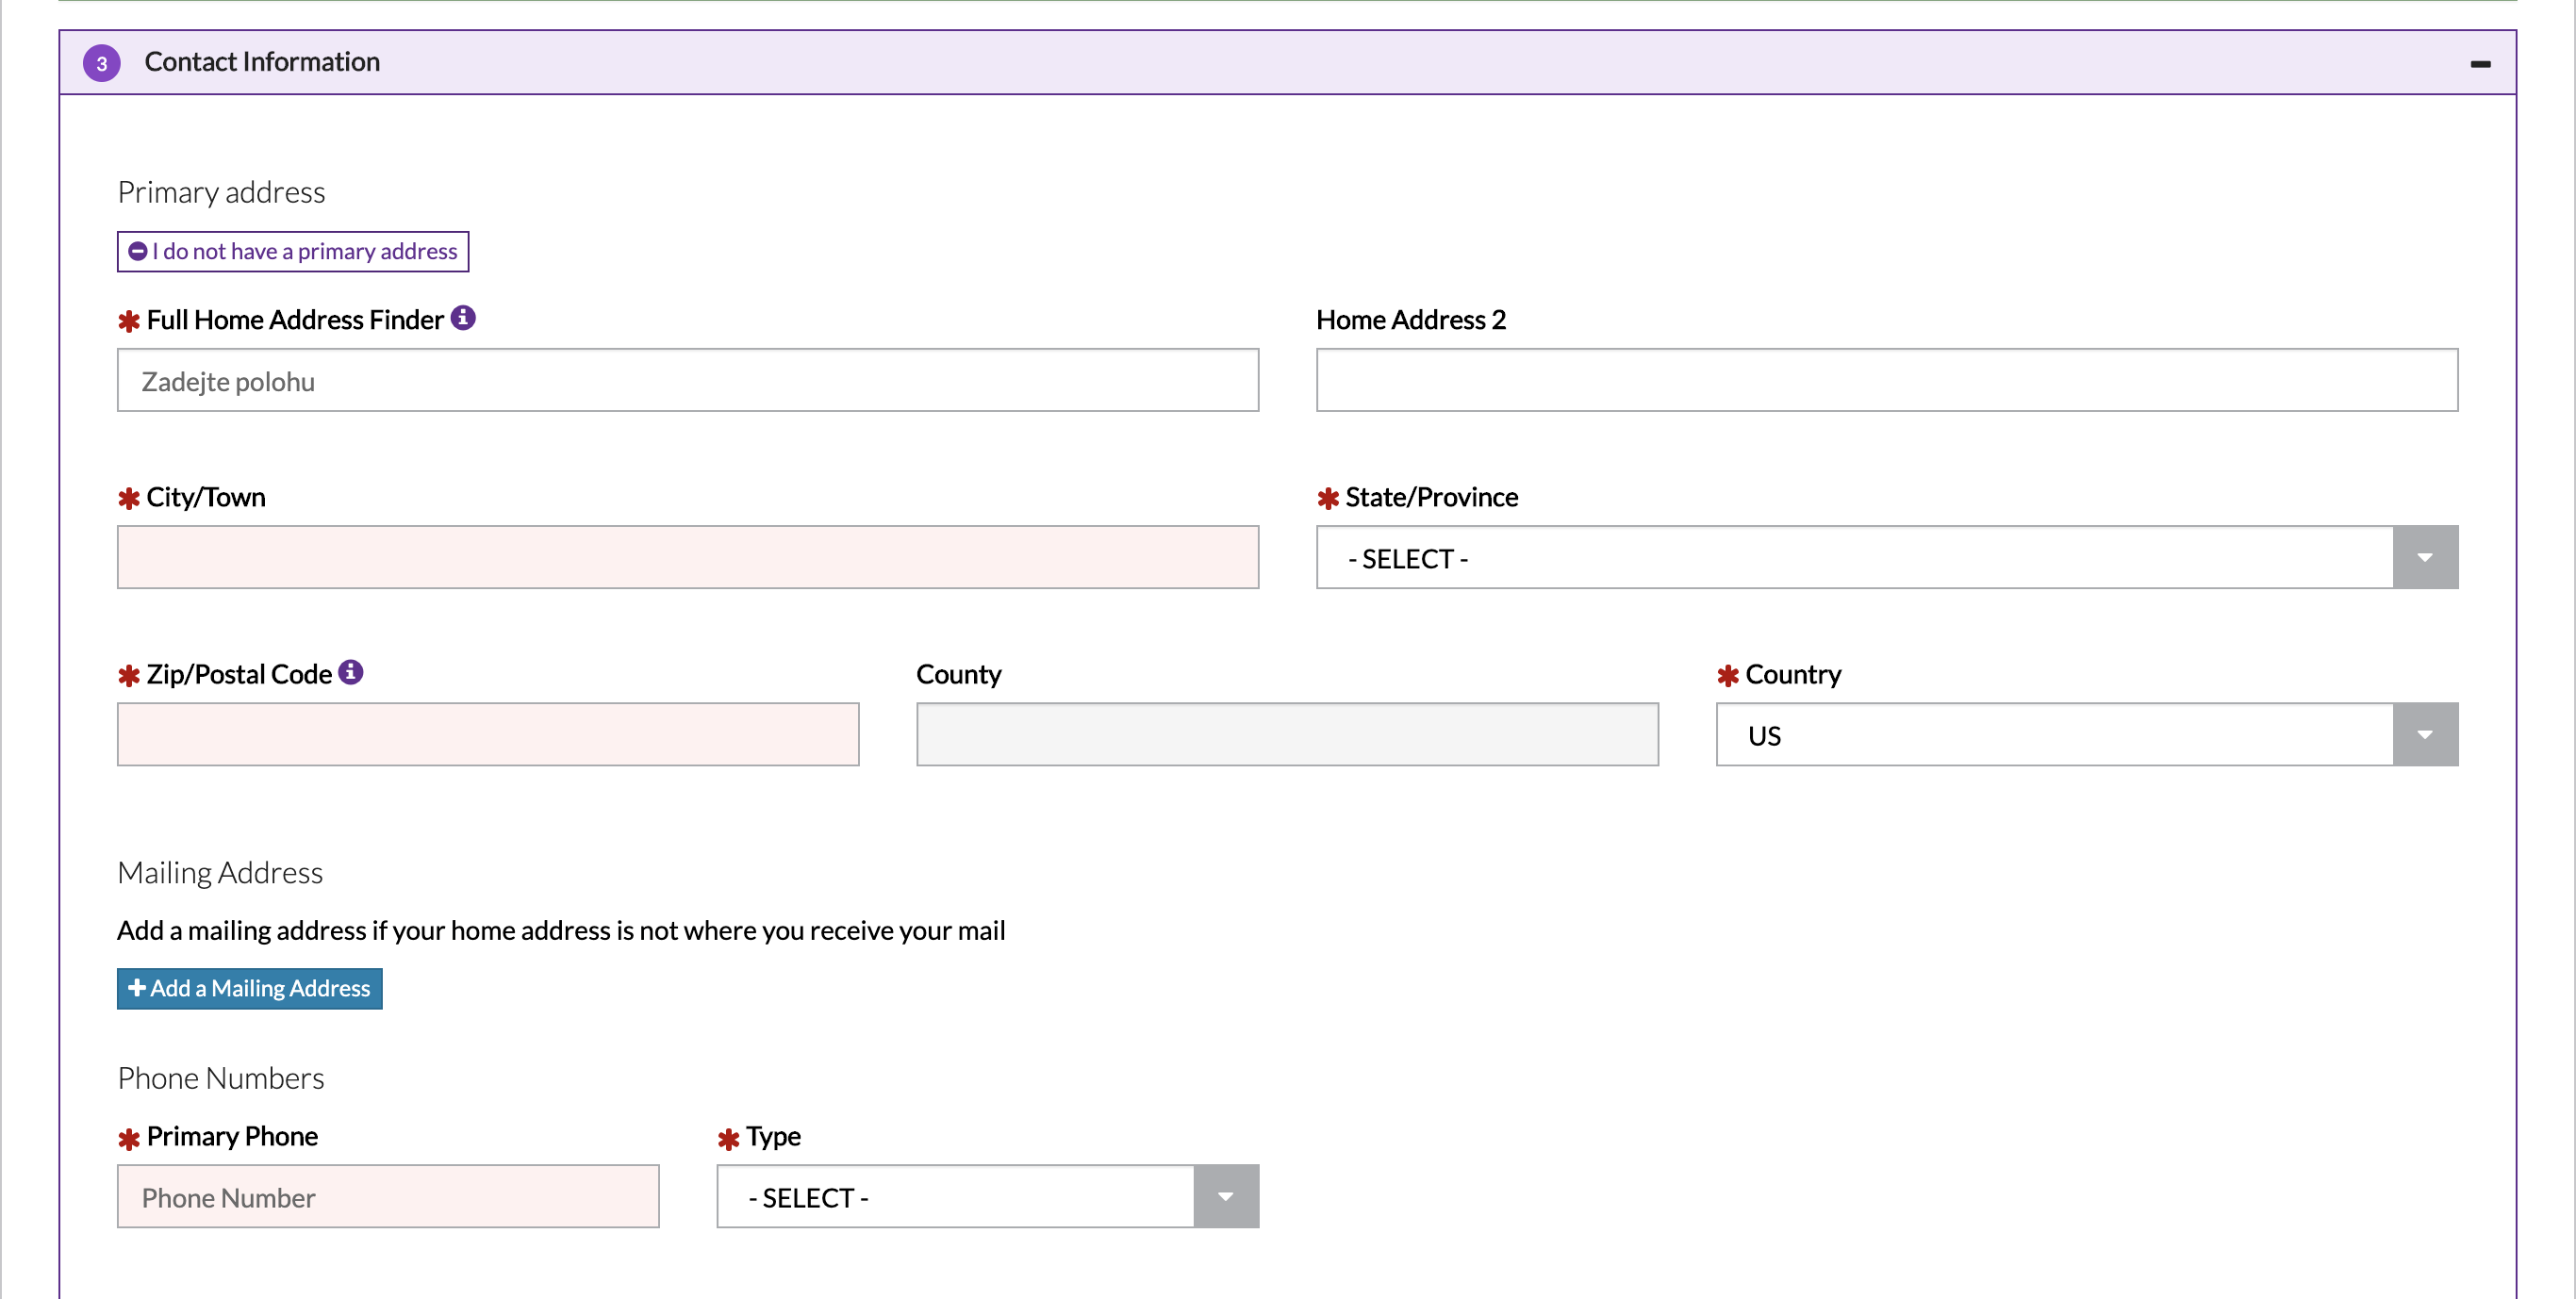 3 Contact Information
Primary address
I do not have a primary address
* Full Home Address Finder
Home Address 2
Zadejte polohu
* City/Town
* State/Province
- SELECT -
* Zip/Postal Code
County
* Country
US
Mailing Address
Add a mailing address if your home address is not where you receive your mail
+ Add a Mailing Address
Phone Numbers
* Primary Phone
* Type
Phone Number
- SELECT -